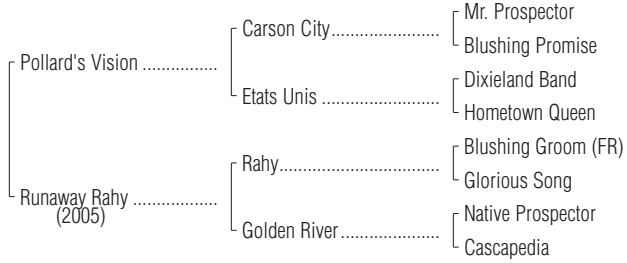 Mr. Prospector
Carson City
Blushing Promise
Pollard's Vision
Dixieland Band
Etats Unis
Hometown Queen
Blushing Groom (FR)
Rahy
Glorious Song
Runaway Rahy
(2005)
Native Prospector
Golden River
Cascapedia